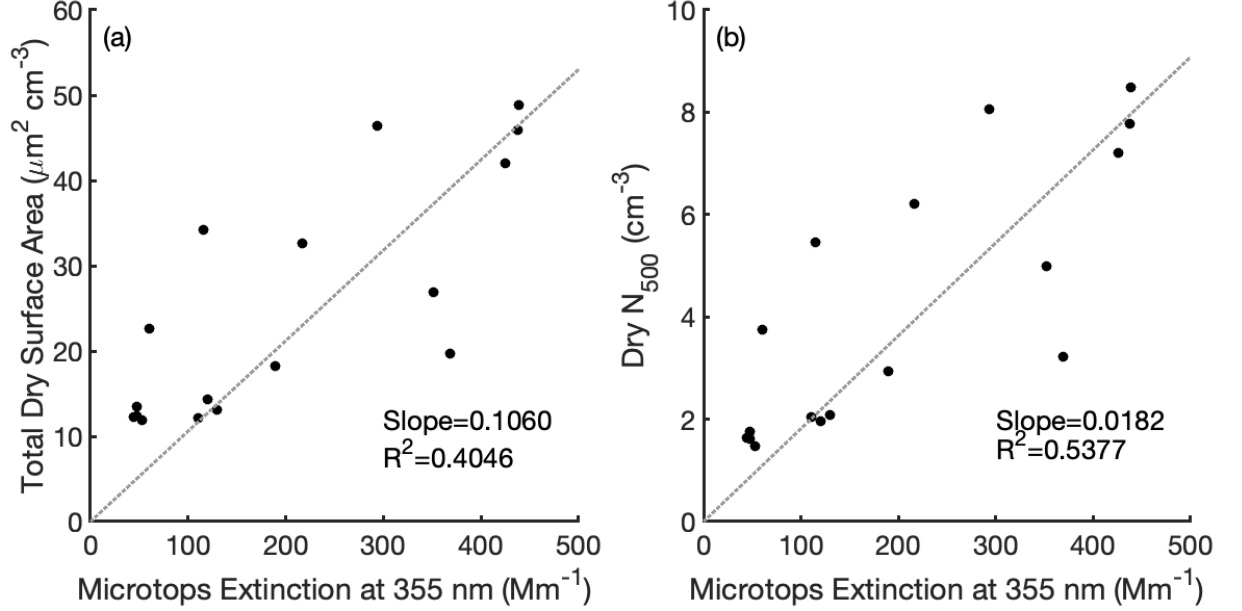 (a)
60
50
40
30
20
10
0
Total Dry Surface Area (μm² cm⁻³)
Slope=0.1060
R²=0.4046
0 100 200 300 400 500
Microtops Extinction at 355 nm (Mm⁻¹)
(b)
10
8
6
4
2
0
Dry N₅₀₀ (cm⁻³)
Slope=0.0182
R²=0.5377
0 100 200 300 400 500
Microtops Extinction at 355 nm (Mm⁻¹)